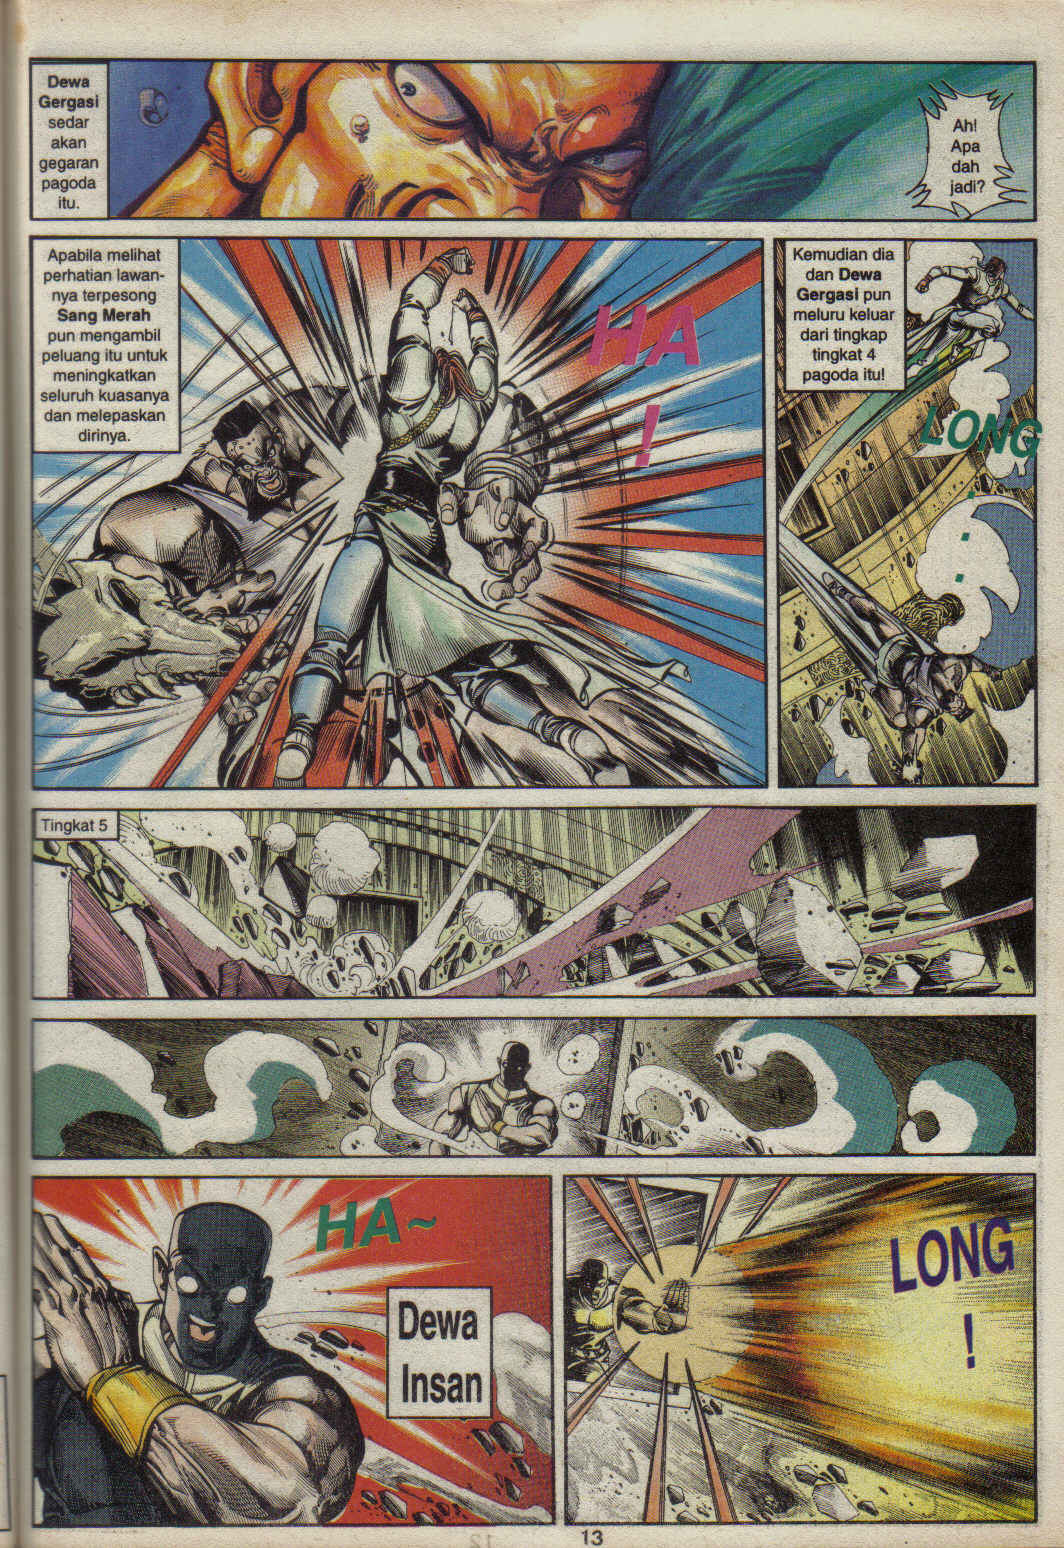 Dewa
Gergasi
sedar
akan
gegaran
pagoda
itu.
Ah!
Apa
dah
jadi?
Apabila melihat
perhatian lawan-
nya terpesong
Sang Merah
pun mengambil
peluang itu untuk
meningkatkan
seluruh kuasanya
dan melepaskan
dirinya.
HA
!
Kemudian dia
dan Dewa
Gergasi pun
meluru keluar
dari tingkap
tingkat 4
pagoda itu!
LONG
...
Tingkat 5
HA~
Dewa
Insan
LONG
!
13